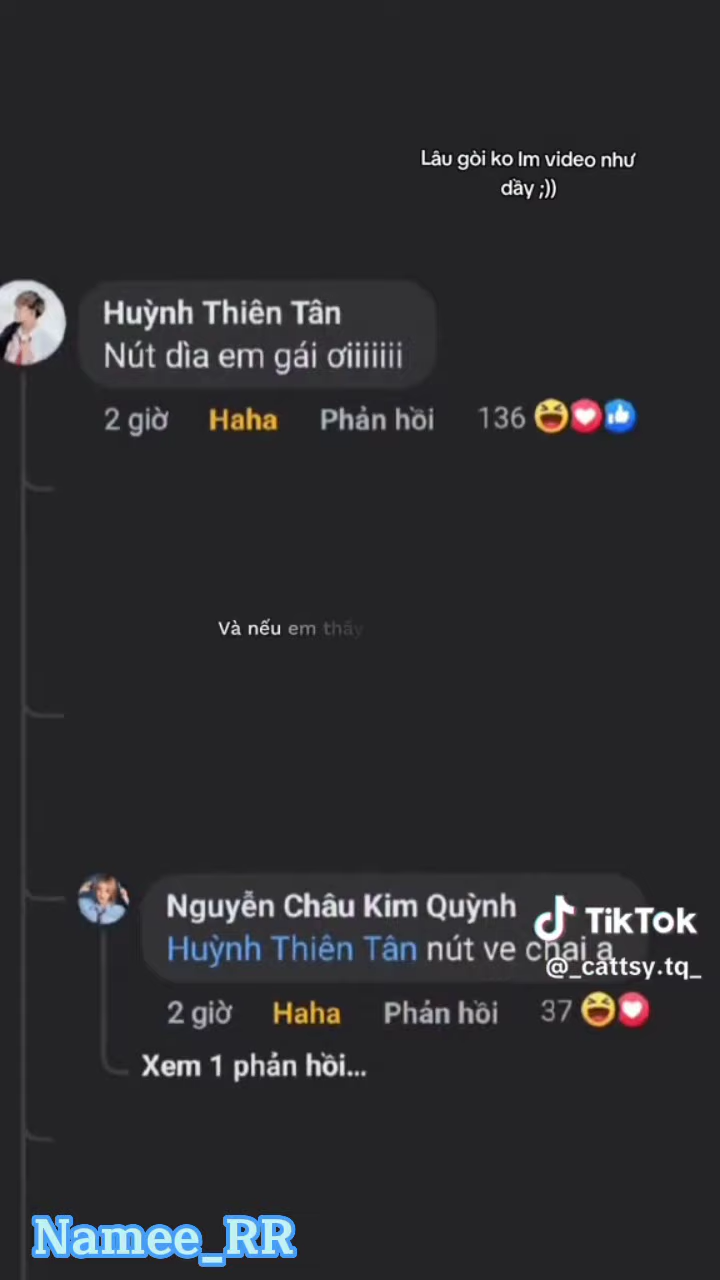 Lâu gòi ko lm video như
dầy ;))
Huỳnh Thiên Tân
Nút dìa em gái ơiiiiiii
2 giờ Haha Phản hồi 136
Và nếu em thấy
Nguyễn Châu Kim Quỳnh
Huỳnh Thiên Tân nút ve chai ạ
TikTok
@_cattsy.tq_
2 giờ Haha Phản hồi 37
Xem 1 phản hồi...
Namee_RR